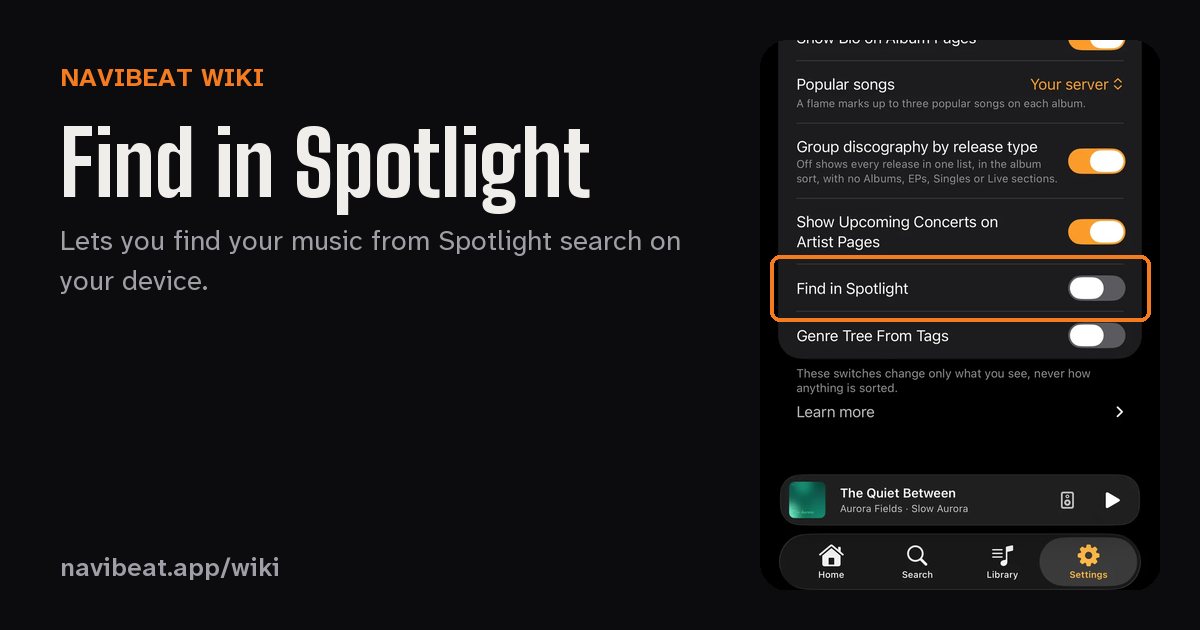 NAVIBEAT WIKI
Find in Spotlight
Lets you find your music from Spotlight search on
your device.
navibeat.app/wiki
Show Bio on Album Pages
Popular songs
Your server
A flame marks up to three popular songs on each album.
Group discography by release type
Off shows every release in one list, in the album
sort, with no Albums, EPs, Singles or Live sections.
Show Upcoming Concerts on
Artist Pages
Find in Spotlight
Genre Tree From Tags
These switches change only what you see, never how
anything is sorted.
Learn more
The Quiet Between
Aurora Fields · Slow Aurora
Home
Search
Library
Settings